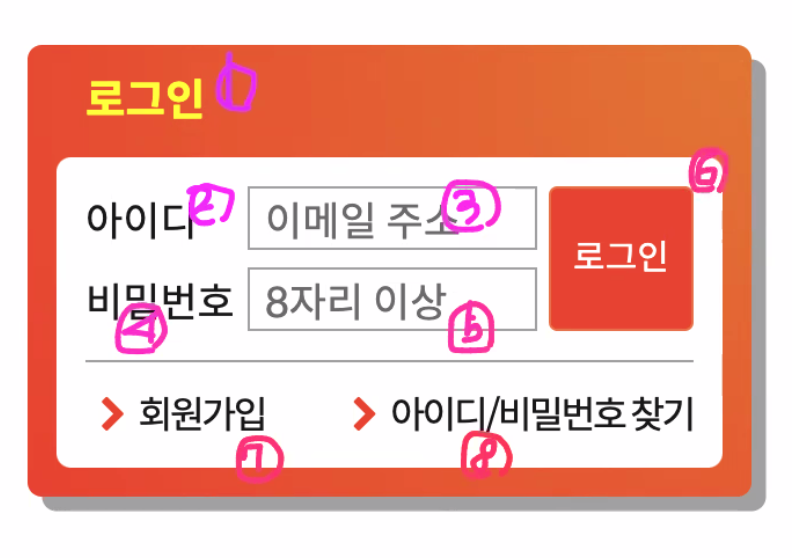 로그인 1
아이디 2 이메일 주소 3
로그인 6
비밀번호 4 8자리 이상 5
회원가입 7
아이디/비밀번호 찾기 8